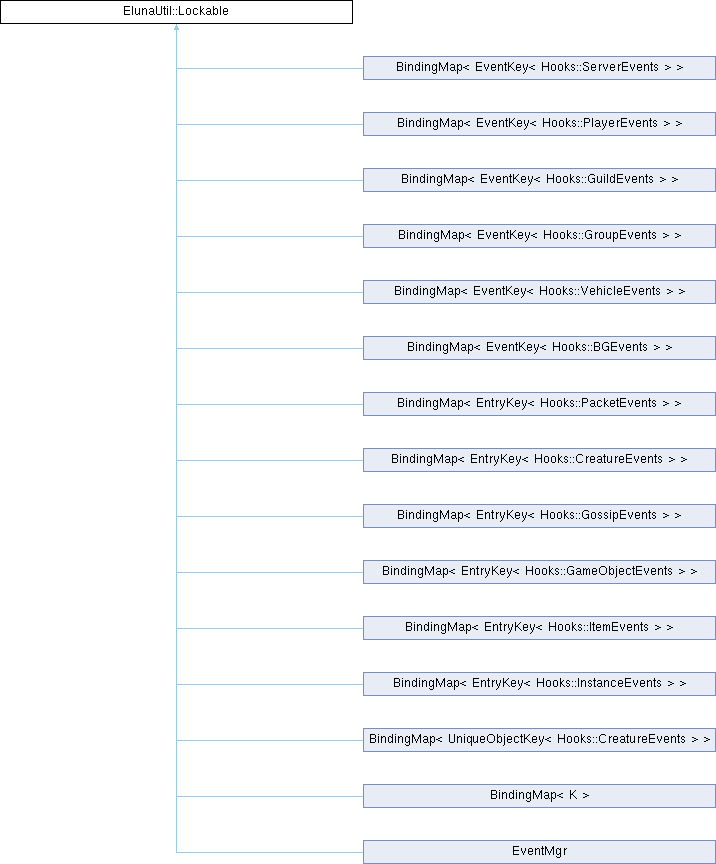 ElunaUtil::Lockable
BindingMap< EventKey< Hooks::ServerEvents > >
BindingMap< EventKey< Hooks::PlayerEvents > >
BindingMap< EventKey< Hooks::GuildEvents > >
BindingMap< EventKey< Hooks::GroupEvents > >
BindingMap< EventKey< Hooks::VehicleEvents > >
BindingMap< EventKey< Hooks::BGEvents > >
BindingMap< EntryKey< Hooks::PacketEvents > >
BindingMap< EntryKey< Hooks::CreatureEvents > >
BindingMap< EntryKey< Hooks::GossipEvents > >
BindingMap< EntryKey< Hooks::GameObjectEvents > >
BindingMap< EntryKey< Hooks::ItemEvents > >
BindingMap< EntryKey< Hooks::InstanceEvents > >
BindingMap< UniqueObjectKey< Hooks::CreatureEvents > >
BindingMap< K >
EventMgr